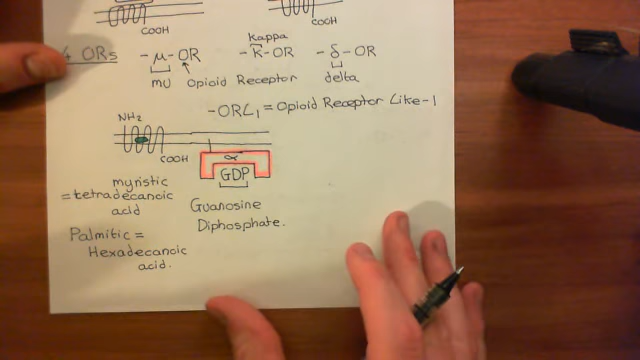 COOH
COOH
4 ORs
- μ - OR
mu
Opioid Receptor
Kappa
- K - OR
- δ - OR
delta
- ORL1 = Opioid Receptor Like-1
NH2
COOH
α
GDP
Guanosine
Diphosphate.
myristic
= tetradecanoic
acid
Palmitic =
Hexadecanoic
acid.